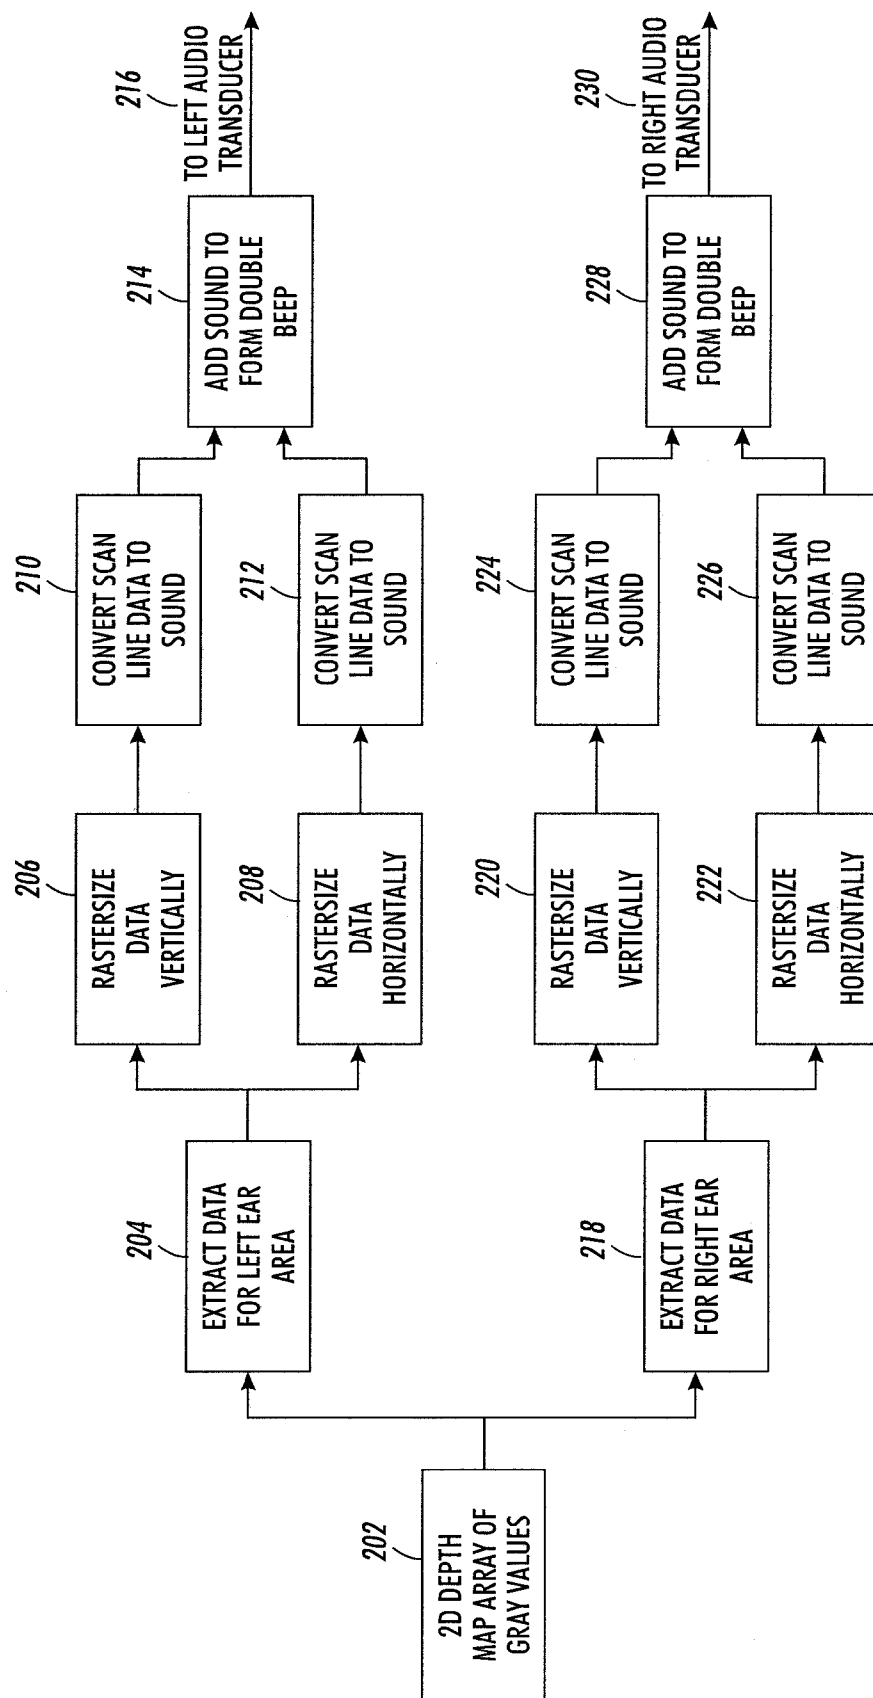 202
2D DEPTH
MAP ARRAY OF
GRAY VALUES
204
EXTRACT DATA
FOR LEFT EAR
AREA
206
RASTERSIZE
DATA
VERTICALLY
208
RASTERSIZE
DATA
HORIZONTALLY
210
CONVERT SCAN
LINE DATA TO
SOUND
212
CONVERT SCAN
LINE DATA TO
SOUND
214
ADD SOUND TO
FORM DOUBLE
BEEP
216
TO LEFT AUDIO
TRANSDUCER
218
EXTRACT DATA
FOR RIGHT EAR
AREA
220
RASTERSIZE
DATA
VERTICALLY
222
RASTERSIZE
DATA
HORIZONTALLY
224
CONVERT SCAN
LINE DATA TO
SOUND
226
CONVERT SCAN
LINE DATA TO
SOUND
228
ADD SOUND TO
FORM DOUBLE
BEEP
230
TO RIGHT AUDIO
TRANSDUCER